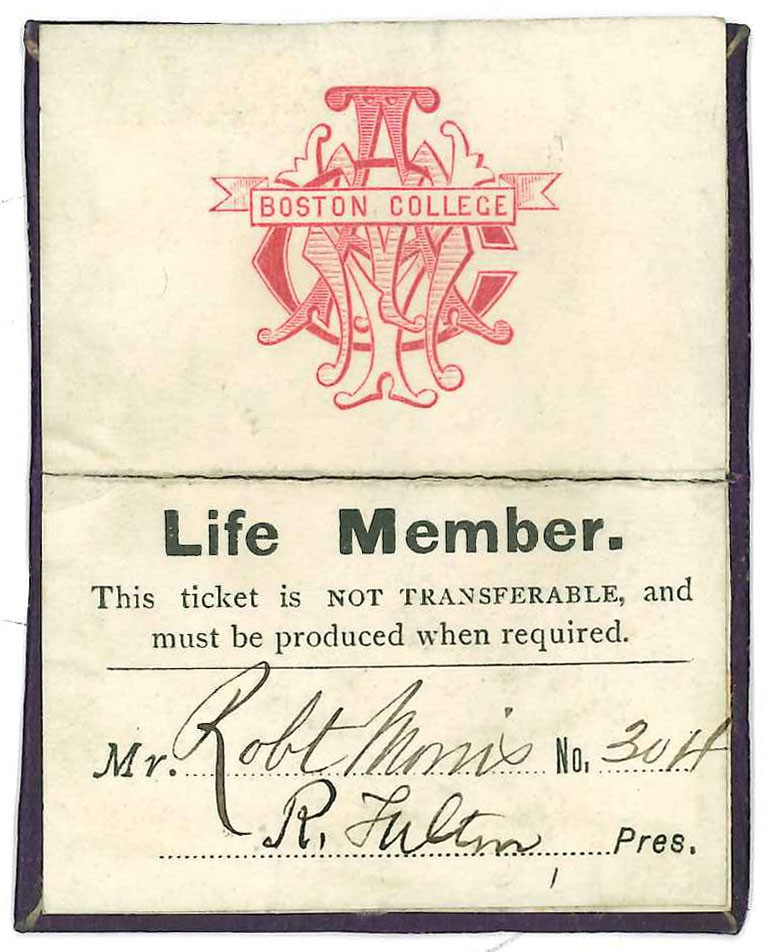 BOSTON COLLEGE
Life Member.
This ticket is NOT TRANSFERABLE, and
must be produced when required.
Mr. Robt Morris No. 304
R. Fulton Pres.